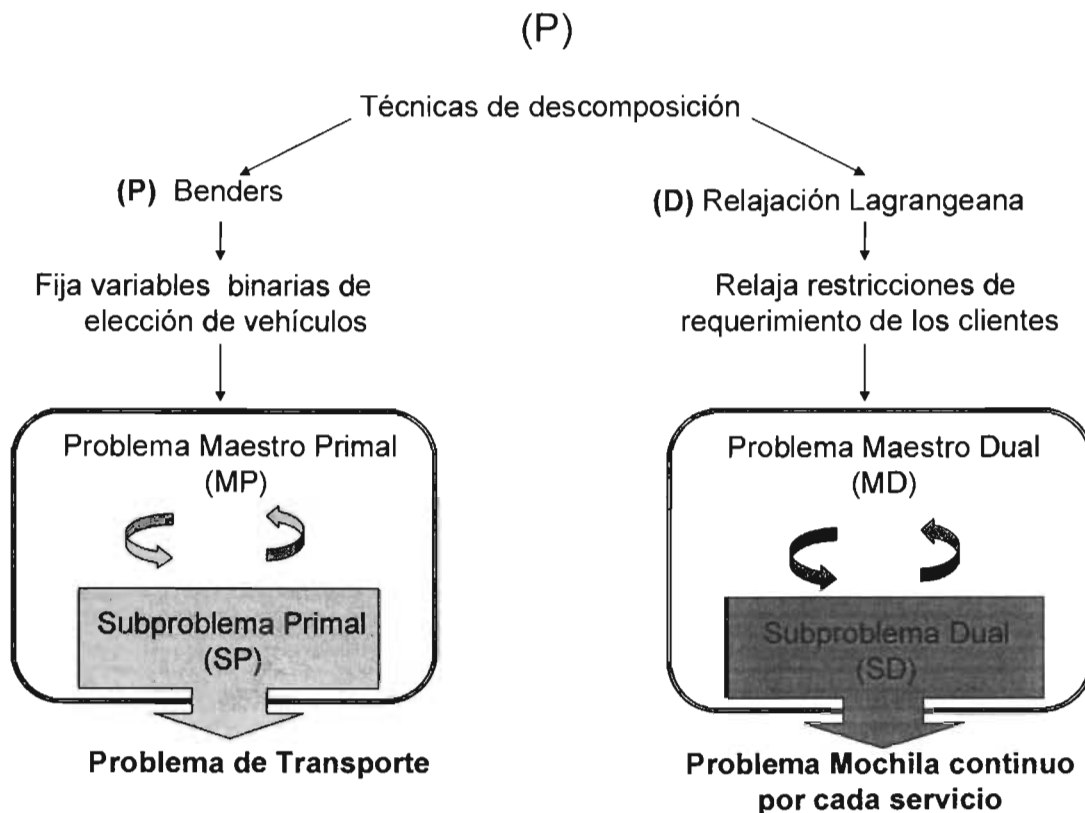 (P)
Técnicas de descomposición
(P) Benders
(D) Relajación Lagrangeana
Fija variables binarias de
elección de vehículos
Relaja restricciones de
requerimiento de los clientes
Problema Maestro Primal
(MP)
Problema Maestro Dual
(MD)
Subproblema Primal
(SP)
Subproblema Dual
(SD)
Problema de Transporte
Problema Mochila continuo
por cada servicio